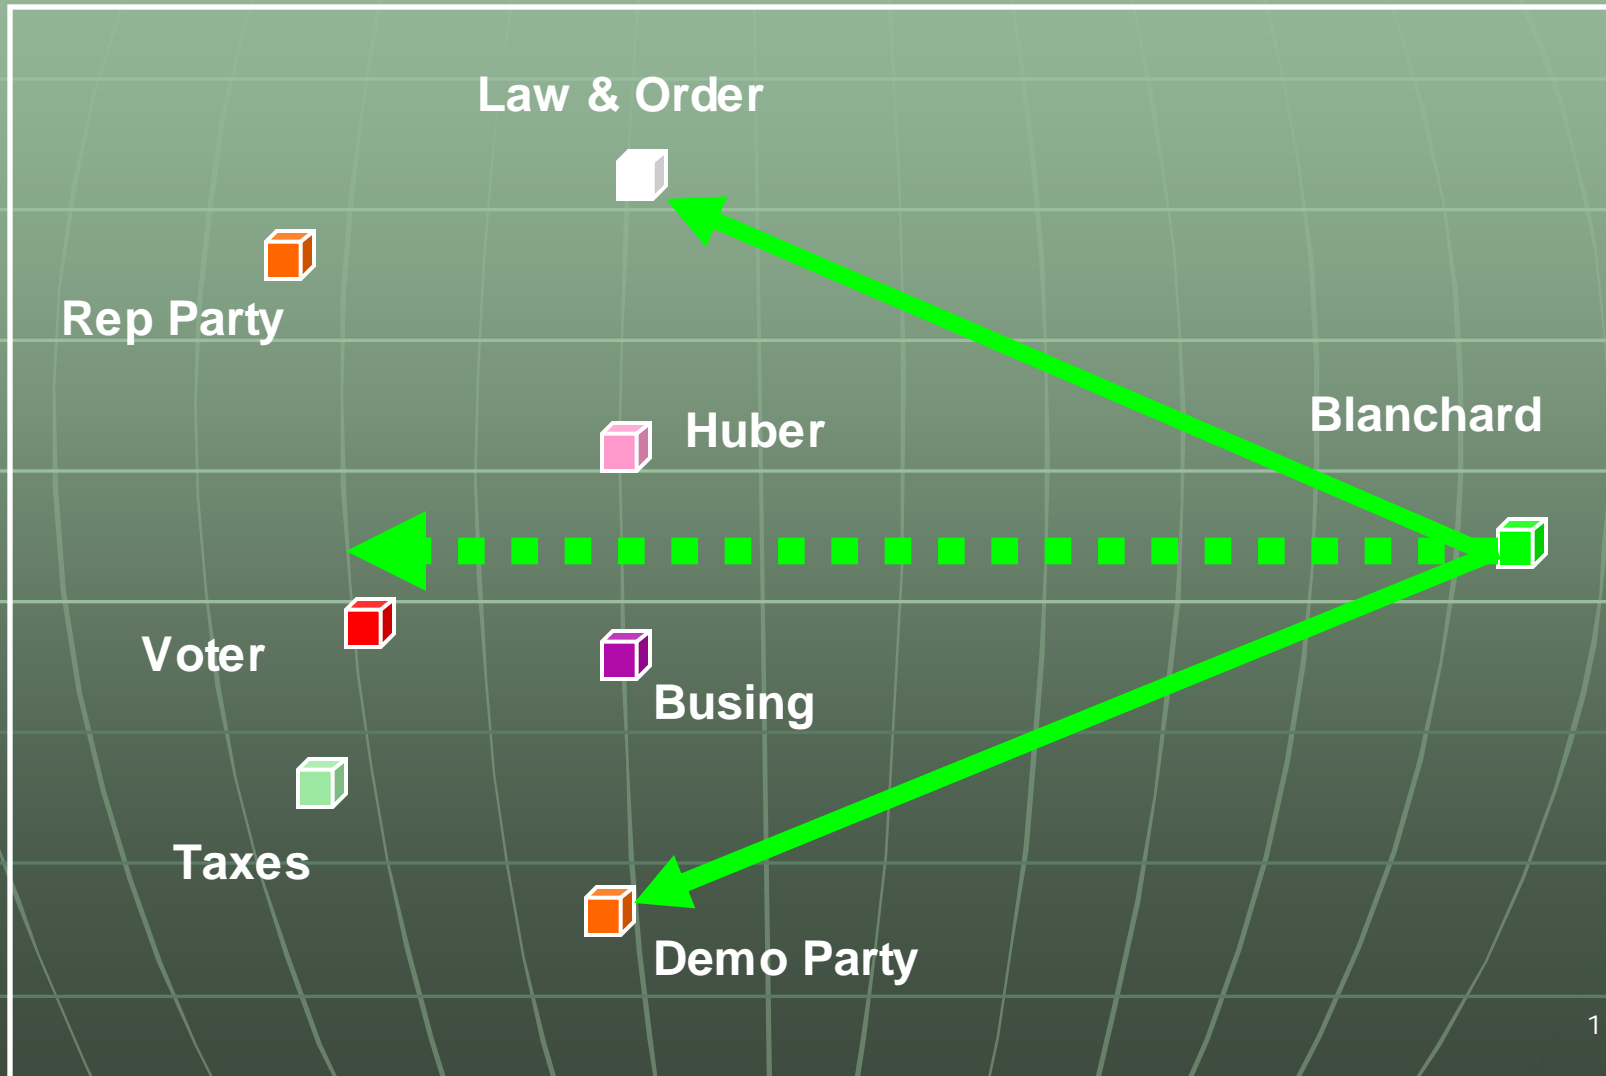 Law & Order
Rep Party
Blanchard
Huber
Voter
Busing
Taxes
Demo Party
1